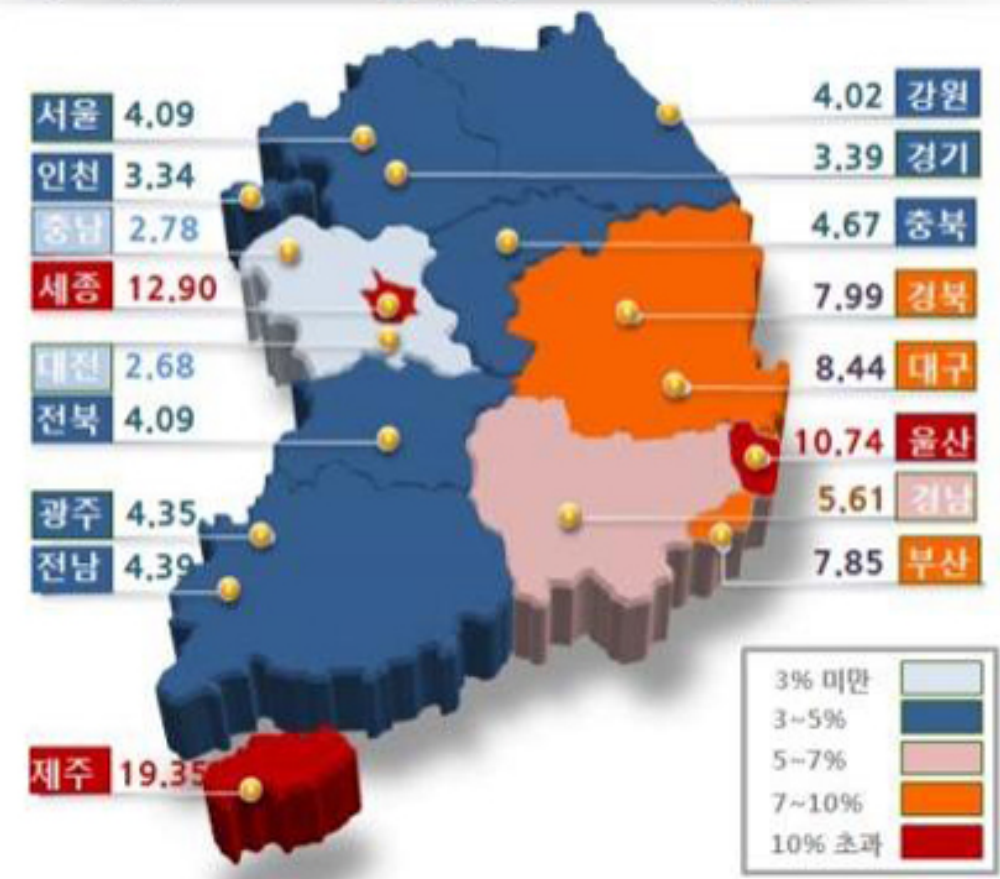 서울 4.09
인천 3.34
충남 2.78
세종 12.90
대전 2.68
전북 4.09
광주 4.35
전남 4.39
제주 19.35
4.02 강원
3.39 경기
4.67 충북
7.99 경북
8.44 대구
10.74 울산
5.61 경남
7.85 부산
3% 미만
3~5%
5~7%
7~10%
10% 초과